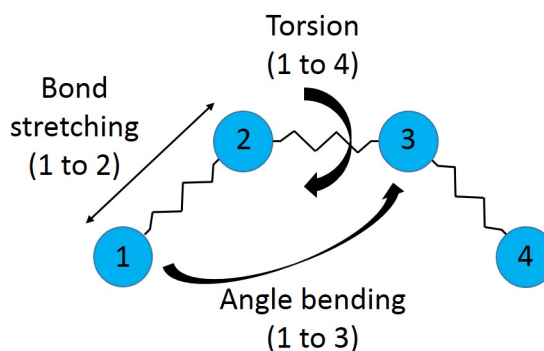 Torsion
(1 to 4)
Bond
stretching
(1 to 2)
2
3
1
4
Angle bending
(1 to 3)